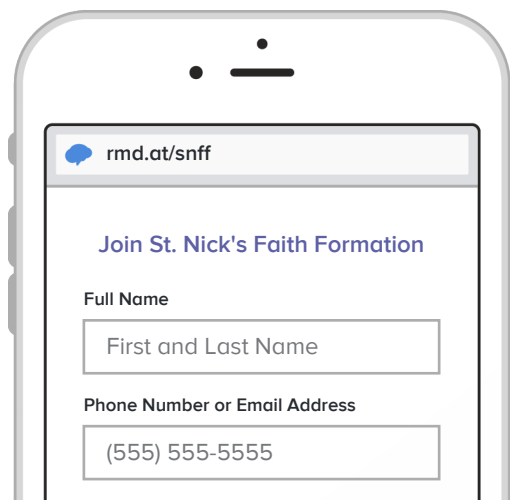 rmd.at/snff
Join St. Nick's Faith Formation
Full Name
First and Last Name
Phone Number or Email Address
(555) 555-5555